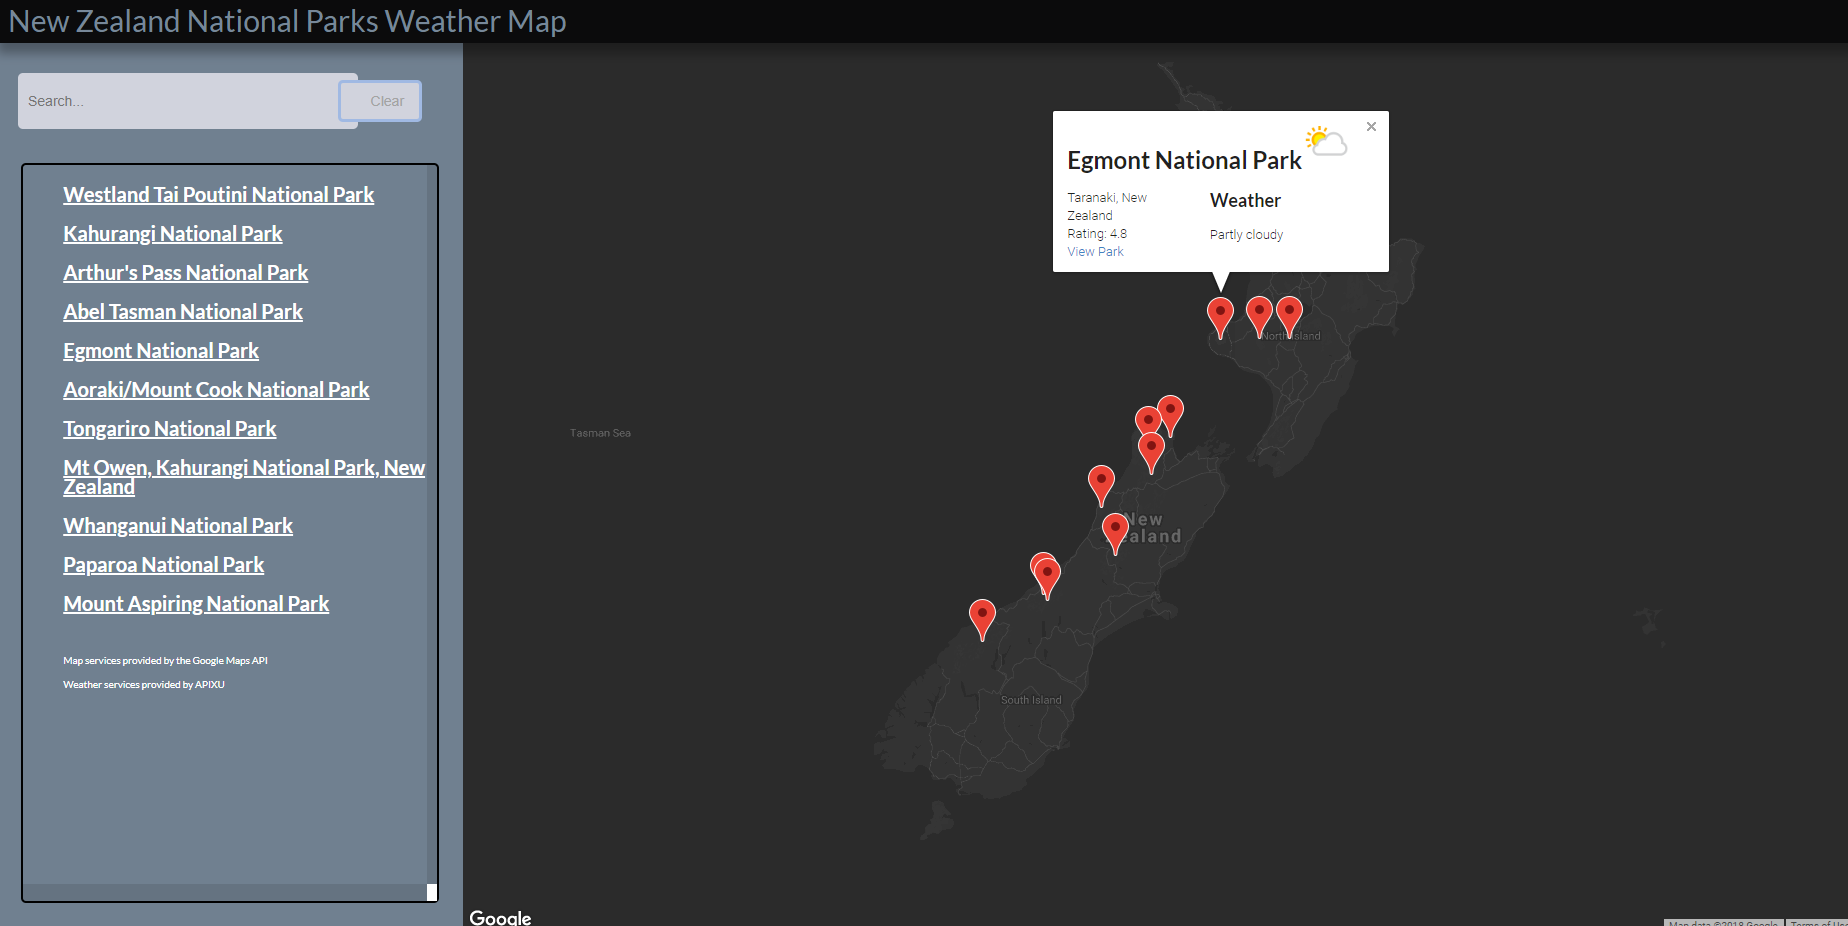 New Zealand National Parks Weather Map
Search...
Clear
Westland Tai Poutini National Park
Kahurangi National Park
Arthur's Pass National Park
Abel Tasman National Park
Egmont National Park
Aoraki/Mount Cook National Park
Tongariro National Park
Mt Owen, Kahurangi National Park, New
Zealand
Whanganui National Park
Paparoa National Park
Mount Aspiring National Park
Map services provided by the Google Maps API
Weather services provided by APIXU
Egmont National Park
Taranaki, New
Zealand
Rating: 4.8
View Park
Weather
Partly cloudy
North Island
Tasman Sea
New
Zealand
South Island
Google
Map data ©2018 Google
Terms of Use